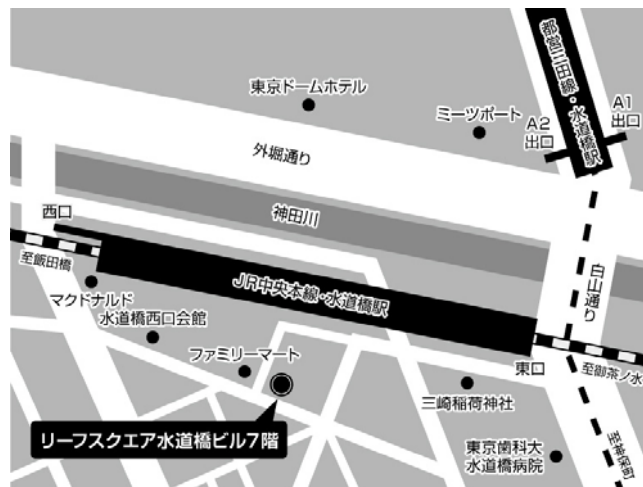 都営三田線・水道橋駅
東京ドームホテル
ミーツポート
A2
出口
A1
出口
外堀通り
神田川
西口
至飯田橋
白山通り
マクドナルド
JR中央本線・水道橋駅
水道橋西口会館
ファミリーマート
東口
至御茶ノ水
三崎稲荷神社
リーフスクエア水道橋ビル7階
東京歯科大
水道橋病院
至神保町